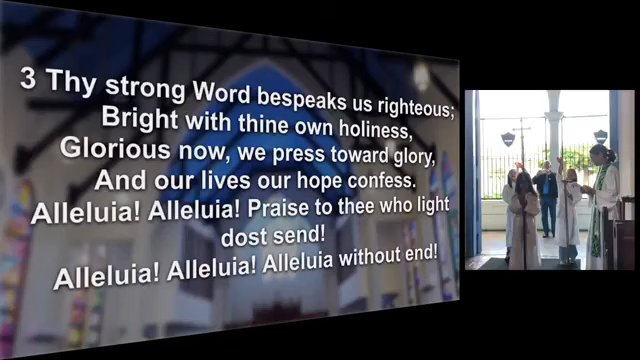 3 Thy strong Word bespeaks us righteous;
Bright with thine own holiness,
Glorious now, we press toward glory,
And our lives our hope confess.
Alleluia! Alleluia! Praise to thee who light
dost send!
Alleluia! Alleluia! Alleluia without end!